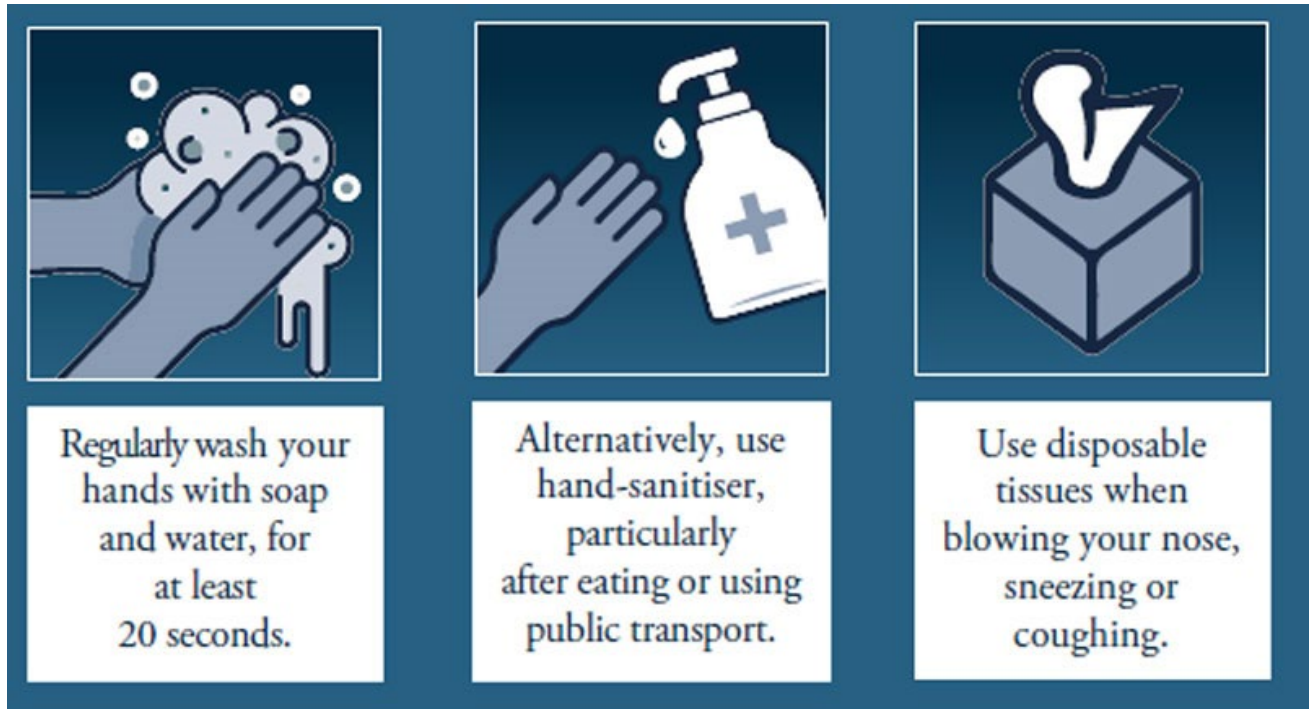 Regularly wash your
hands with soap
and water, for
at least
20 seconds.
Alternatively, use
hand-sanitiser,
particularly
after eating or using
public transport.
Use disposable
tissues when
blowing your nose,
sneezing or
coughing.